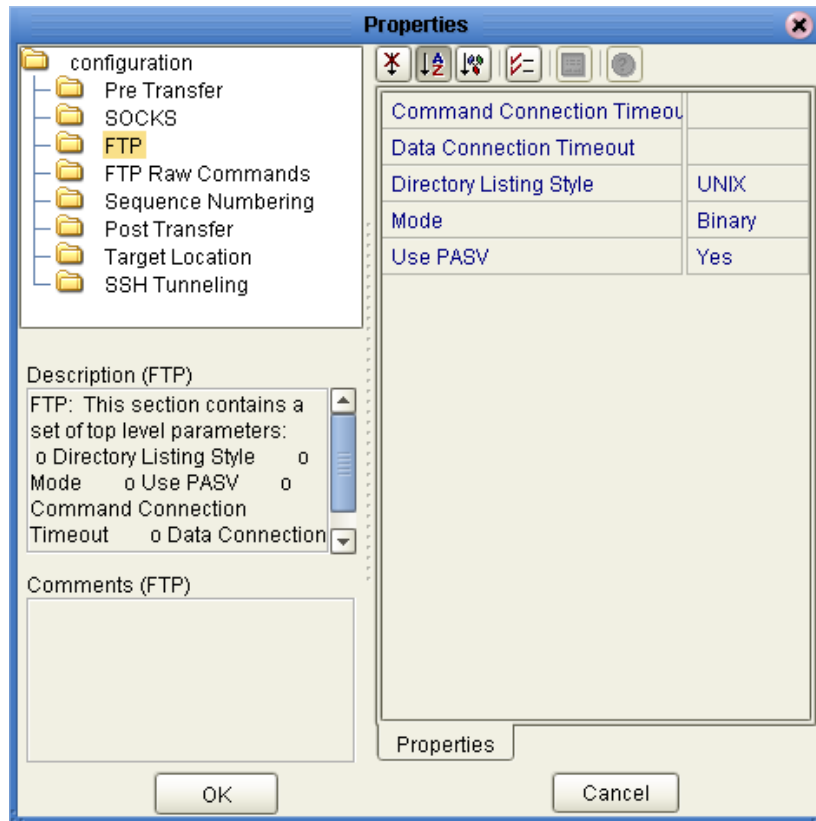 Properties
configuration
Pre Transfer
SOCKS
FTP
FTP Raw Commands
Sequence Numbering
Post Transfer
Target Location
SSH Tunneling
Description (FTP)
FTP: This section contains a
set of top level parameters:
o Directory Listing Style o
Mode o Use PASV o
Command Connection
Timeout o Data Connection
Comments (FTP)
Command Connection Timeou
Data Connection Timeout
Directory Listing Style UNIX
Mode Binary
Use PASV Yes
Properties
OK
Cancel